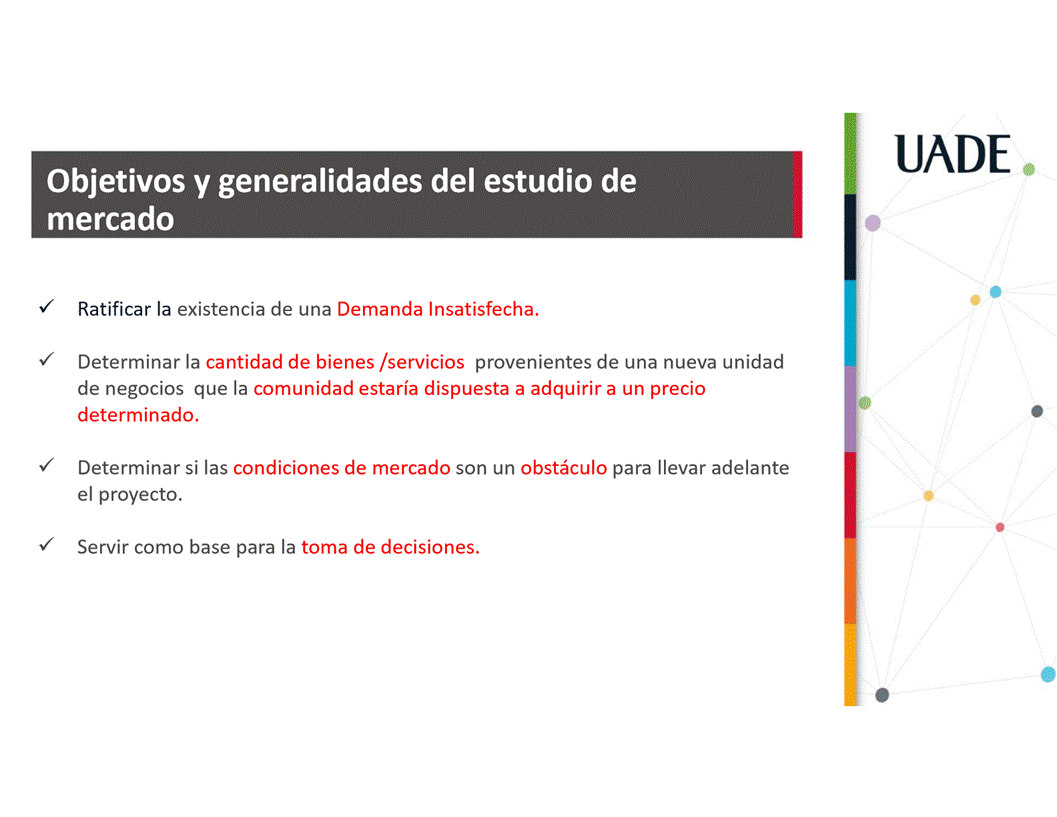 UADE
Objetivos y generalidades del estudio de
mercado
✓ Ratificar la existencia de una Demanda Insatisfecha.
✓ Determinar la cantidad de bienes /servicios provenientes de una nueva unidad
de negocios que la comunidad estaría dispuesta a adquirir a un precio
determinado.
✓ Determinar si las condiciones de mercado son un obstáculo para llevar adelante
el proyecto.
✓ Servir como base para la toma de decisiones.